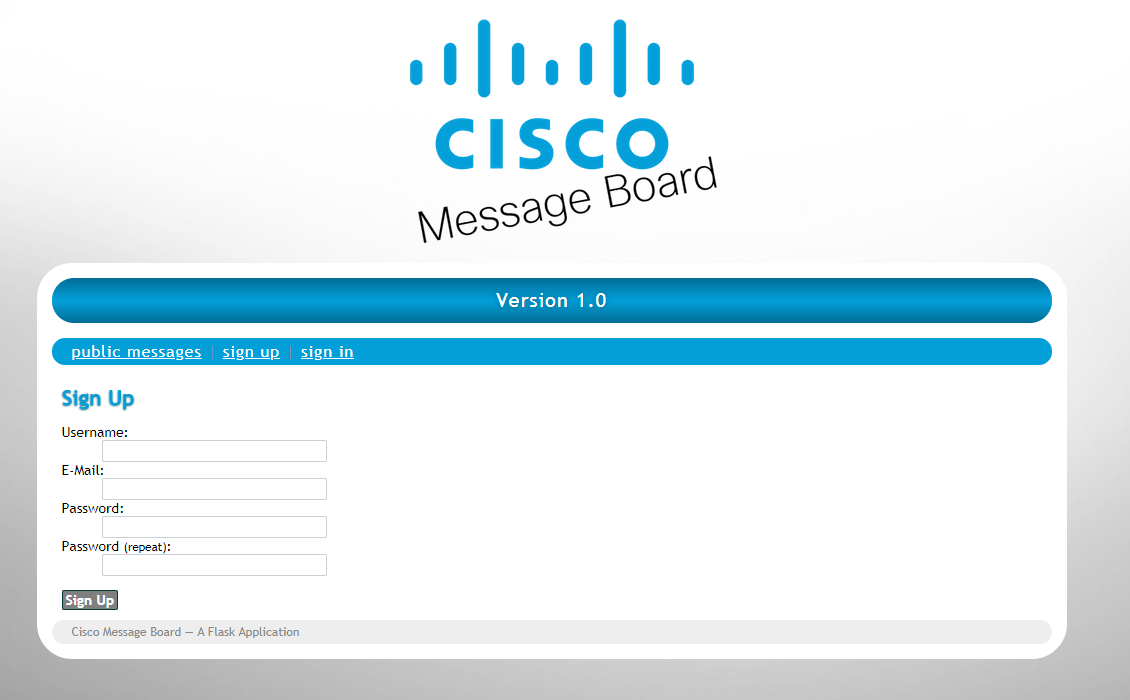 CISCO
Message Board
Version 1.0
public messages | sign up | sign in
Sign Up
Username:
E-Mail:
Password:
Password (repeat):
Sign Up
Cisco Message Board — A Flask Application